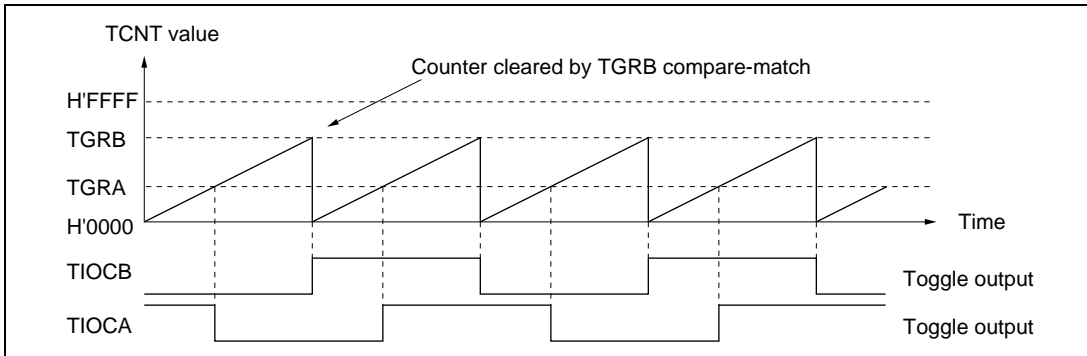 TCNT value
Counter cleared by TGRB compare-match
H'FFFF
TGRB
TGRA
H'0000
Time
TIOCB
Toggle output
TIOCA
Toggle output